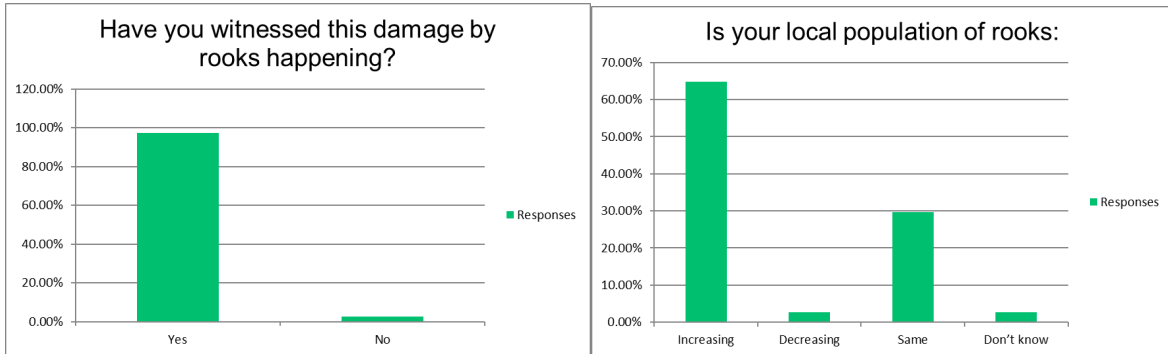 Have you witnessed this damage by
rooks happening?
120.00%
100.00%
80.00%
60.00%
40.00%
20.00%
0.00%
Yes
No
Responses
Is your local population of rooks:
70.00%
60.00%
50.00%
40.00%
30.00%
20.00%
10.00%
0.00%
Increasing
Decreasing
Same
Don't know
Responses